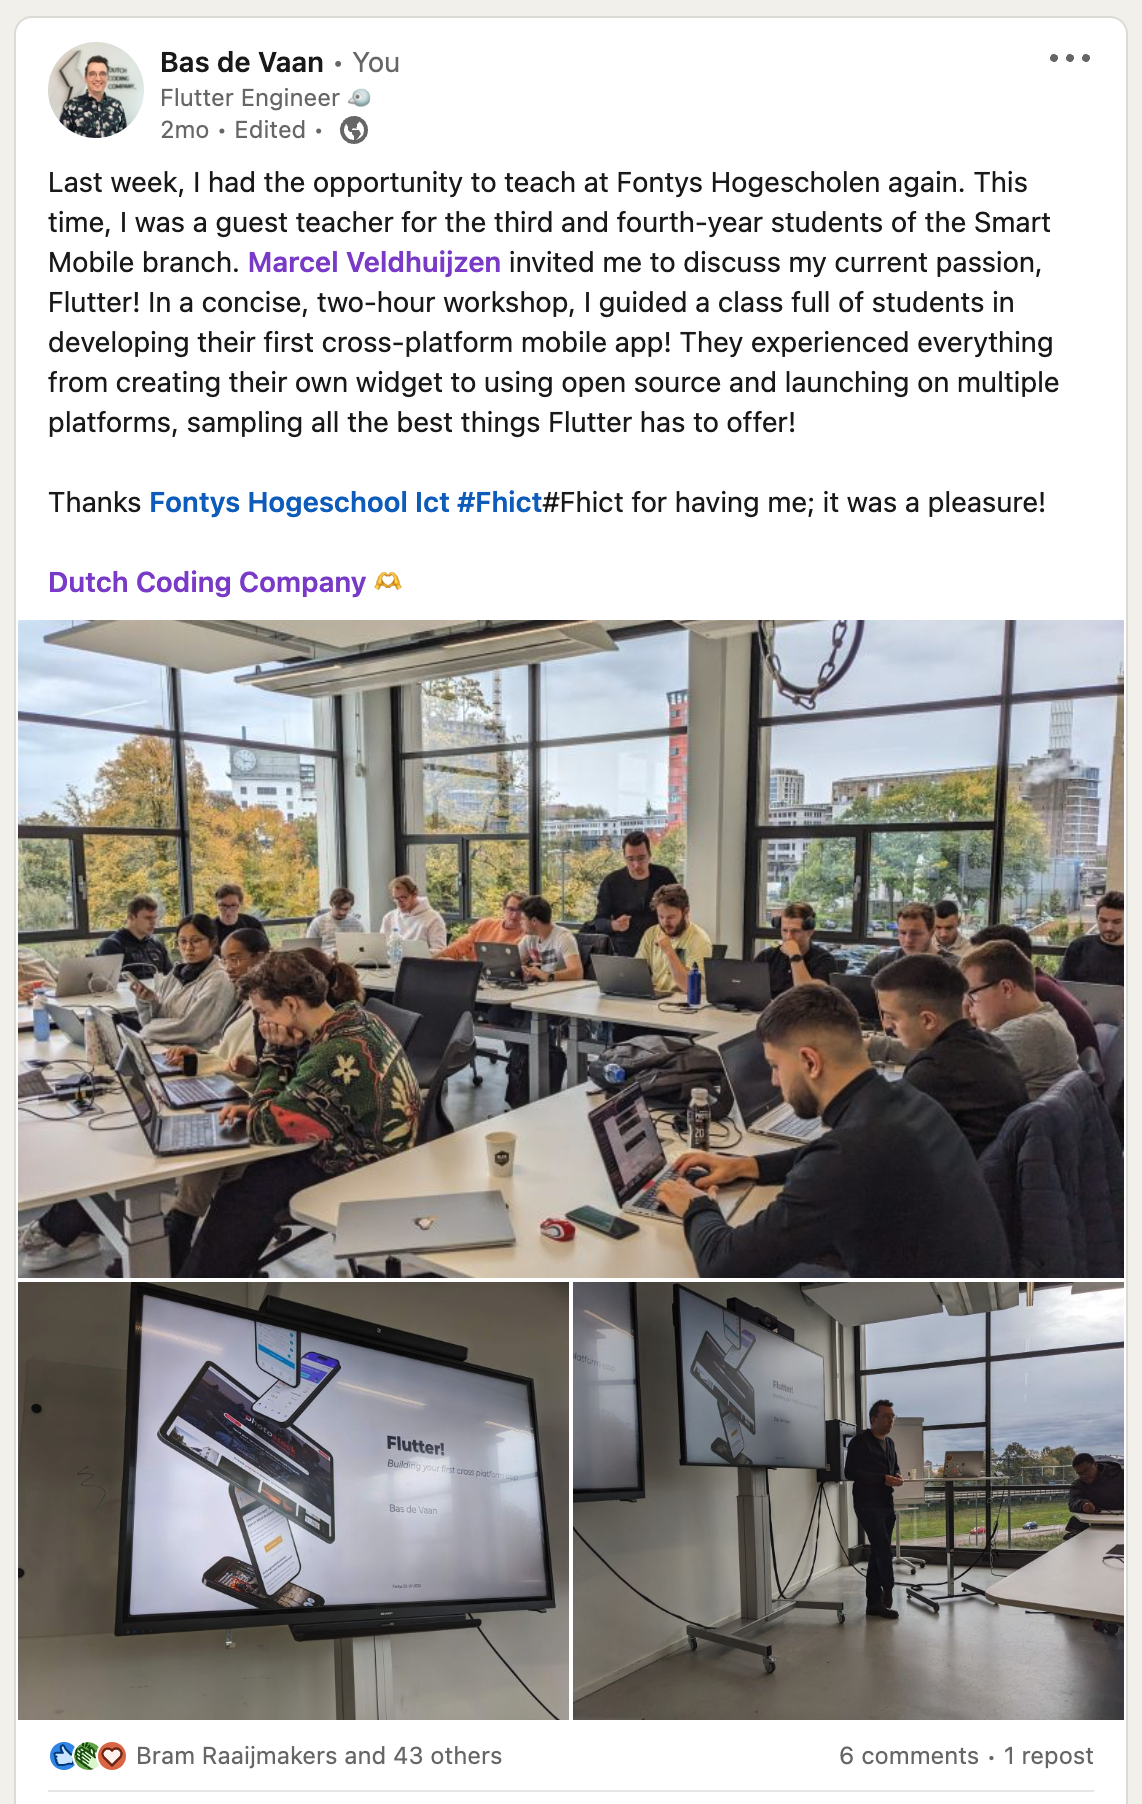 Bas de Vaan • You
Flutter Engineer
2mo • Edited •
Last week, I had the opportunity to teach at Fontys Hogescholen again. This
time, I was a guest teacher for the third and fourth-year students of the Smart
Mobile branch. Marcel Veldhuijzen invited me to discuss my current passion,
Flutter! In a concise, two-hour workshop, I guided a class full of students in
developing their first cross-platform mobile app! They experienced everything
from creating their own widget to using open source and launching on multiple
platforms, sampling all the best things Flutter has to offer!
Thanks Fontys Hogeschool Ict #Fhict#Fhict for having me; it was a pleasure!
Dutch Coding Company 🫶
Flutter!
Building your first cross platform app
Bas de Vaan
Flutter!
Bas de Vaan
Bram Raaijmakers and 43 others
6 comments • 1 repost